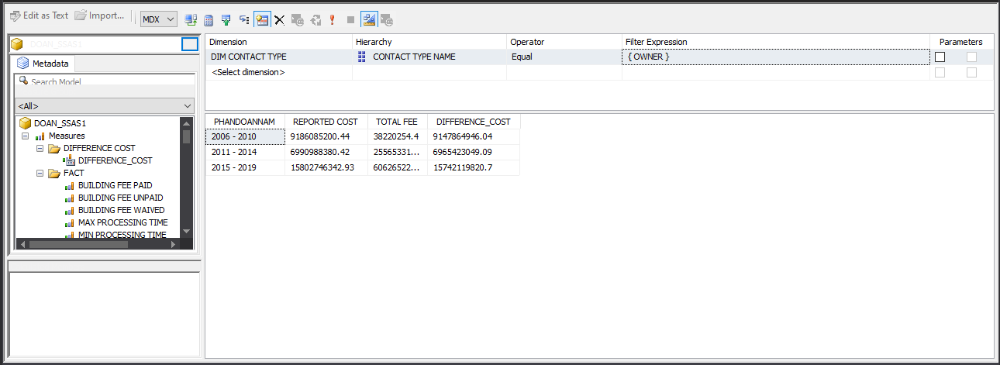 Edit as Text Import... MDX
DOAN_SSAS1
Metadata
Search Model
<All>
DOAN_SSAS1
Measures
DIFFERENCE COST
DIFFERENCE_COST
FACT
BUILDING FEE PAID
BUILDING FEE UNPAID
BUILDING FEE WAIVED
MAX PROCESSING TIME
MIN PROCESSING TIME
Dimension Hierarchy Operator Filter Expression Parameters
DIM CONTACT TYPE CONTACT TYPE NAME Equal { OWNER }
<Select dimension>
PHANDOANNAM REPORTED COST TOTAL FEE DIFFERENCE_COST
2006 - 2010 9186085200.44 38220254.4 9147864946.04
2011 - 2014 6990988380.42 25565331... 6965423049.09
2015 - 2019 15802746342.93 60626522... 15742119820.7